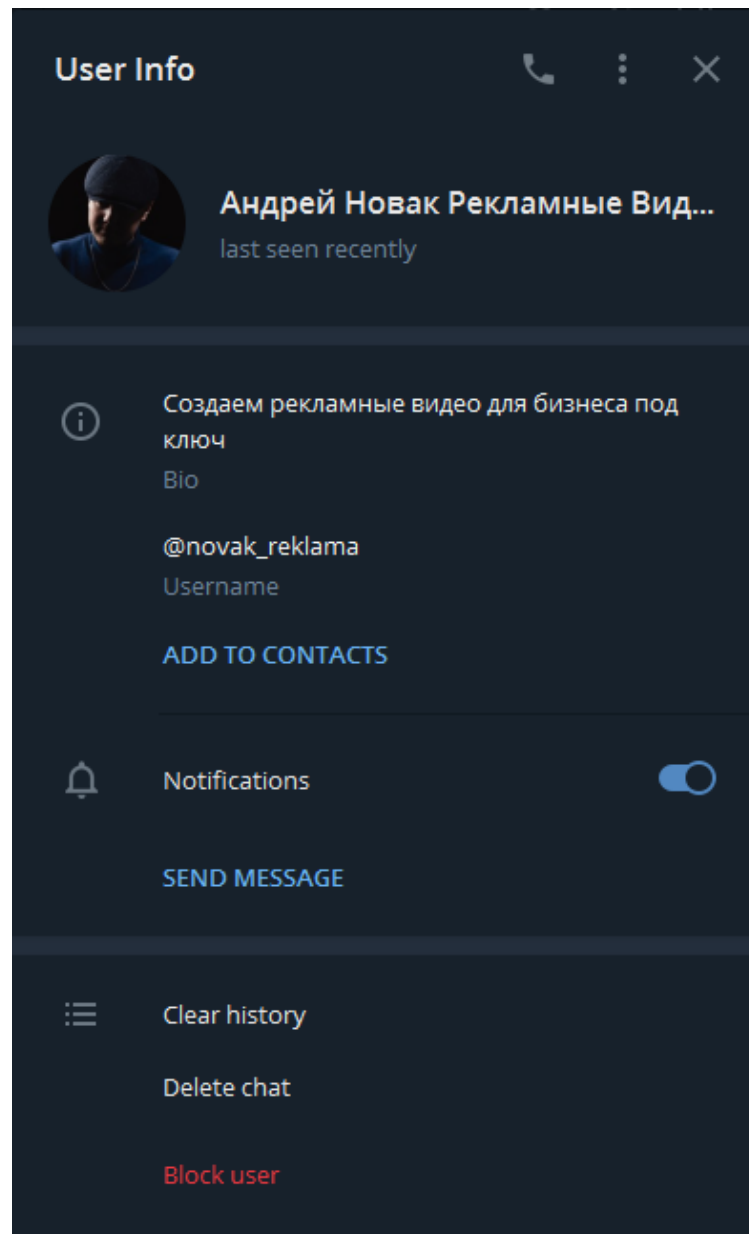 User Info
Андрей Новак Рекламные Вид...
last seen recently
Создаем рекламные видео для бизнеса под
ключ
Bio
@novak_reklama
Username
ADD TO CONTACTS
Notifications
SEND MESSAGE
Clear history
Delete chat
Block user